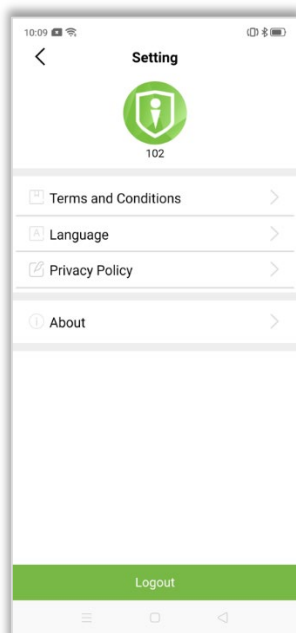 10:09
Setting
102
Terms and Conditions
Language
Privacy Policy
About
Logout